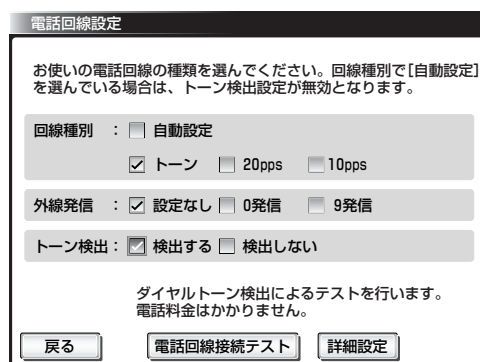 電話回線設定
お使いの電話回線の種類を選んでください。回線種別で[自動設定]
を選んでいる場合は、トーン検出設定が無効となります。
回線種別 : 自動設定
トーン 20pps 10pps
外線発信 : 設定なし 0発信 9発信
トーン検出 : 検出する 検出しない
ダイヤルトーン検出によるテストを行います。
電話料金はかかりません。
戻る 電話回線接続テスト 詳細設定